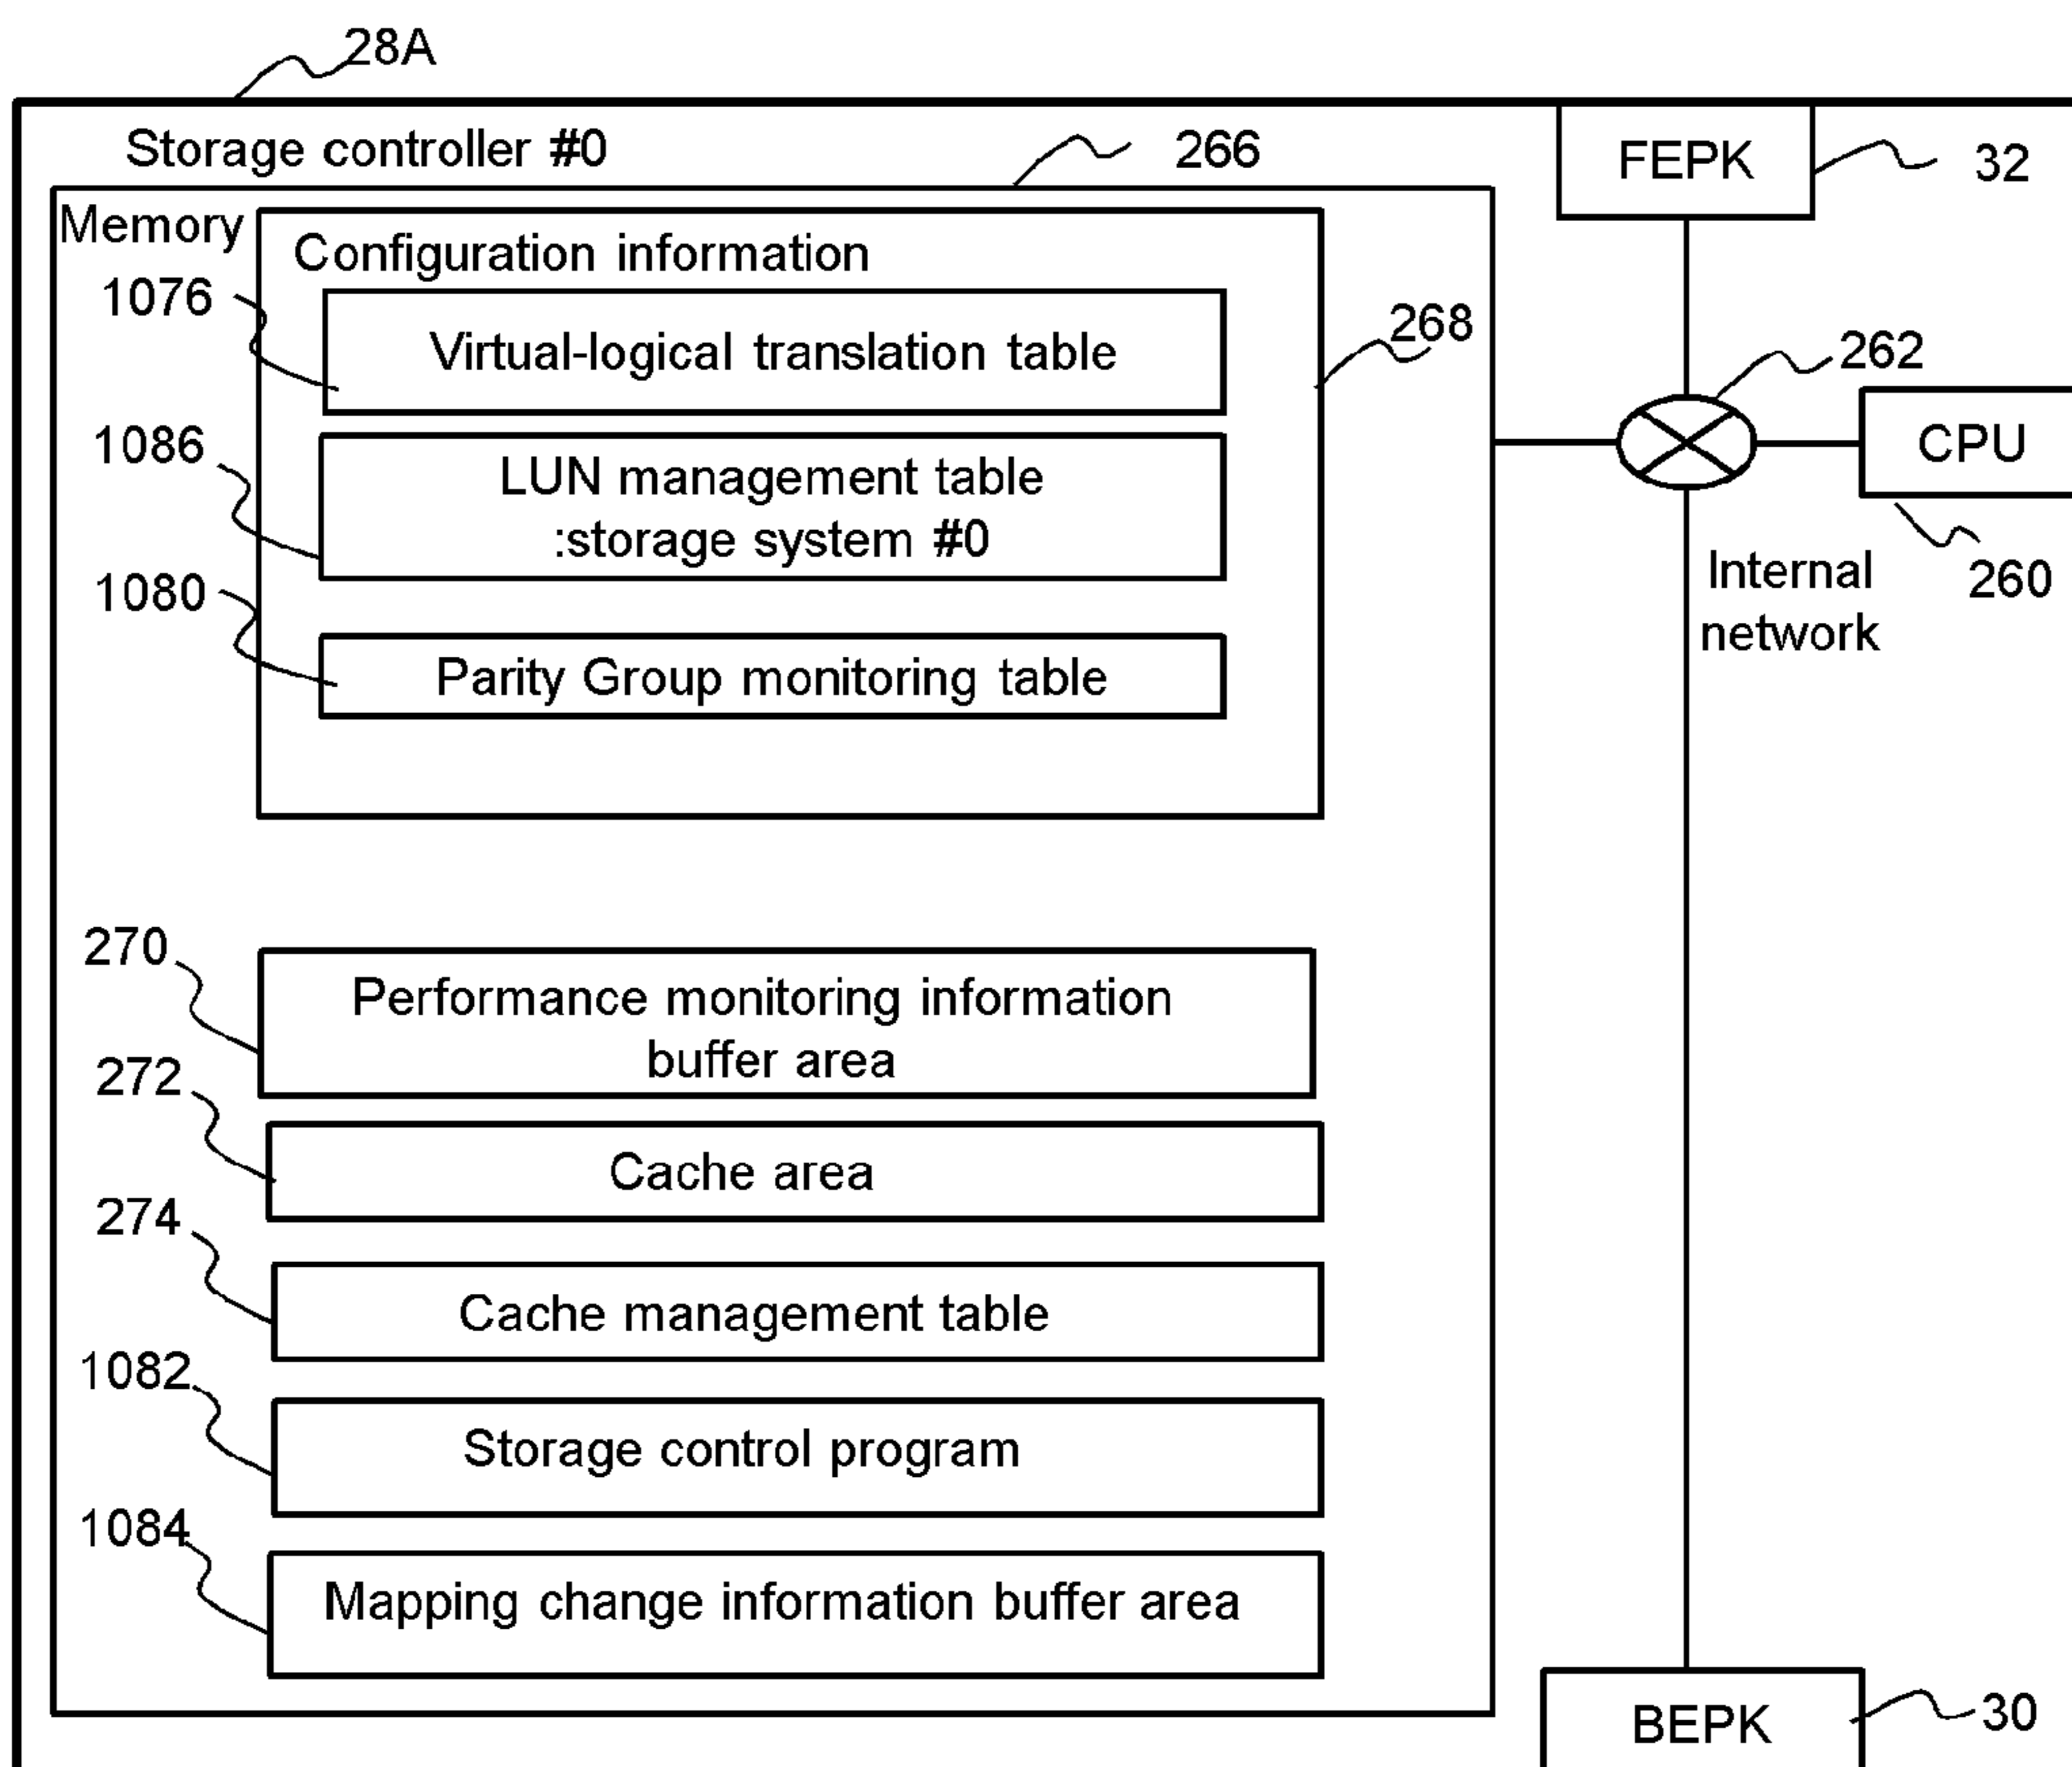 28A
Storage controller #0
266
FEPK
32
Memory
Configuration information
1076
Virtual-logical translation table
268
262
CPU
1086
LUN management table
:storage system #0
260
Internal
network
1080
Parity Group monitoring table
270
Performance monitoring information
buffer area
272
Cache area
274
Cache management table
1082
Storage control program
1084
Mapping change information buffer area
BEPK
30